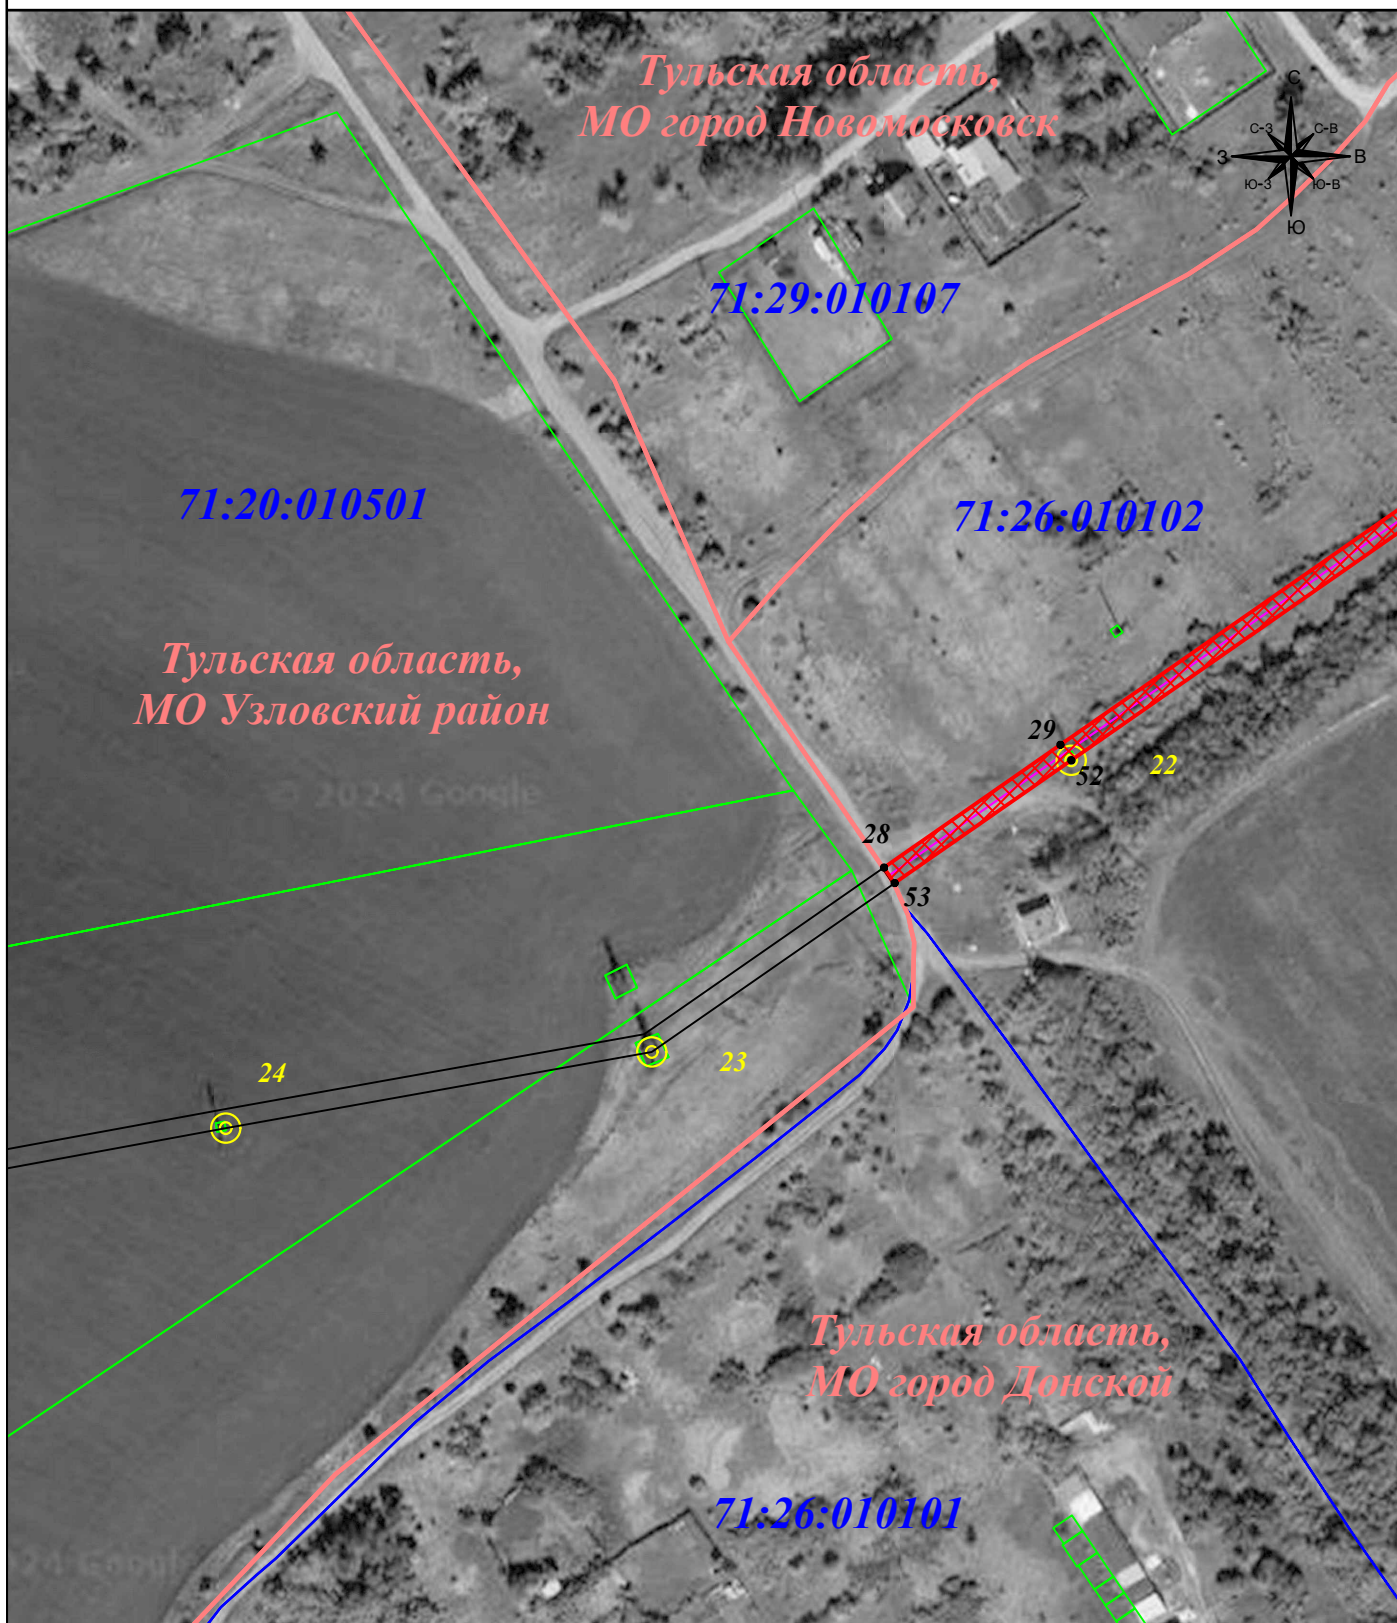 Тульская область,
МО город Новомосковск
С
С-З
С-В
З
В
Ю-З
Ю-В
Ю
71:29:010107
71:20:010501
71:26:010102
Тульская область,
МО Узловский район
29
52
22
2024 Google
28
53
24
23
Тульская область,
МО город Донской
71:26:010101